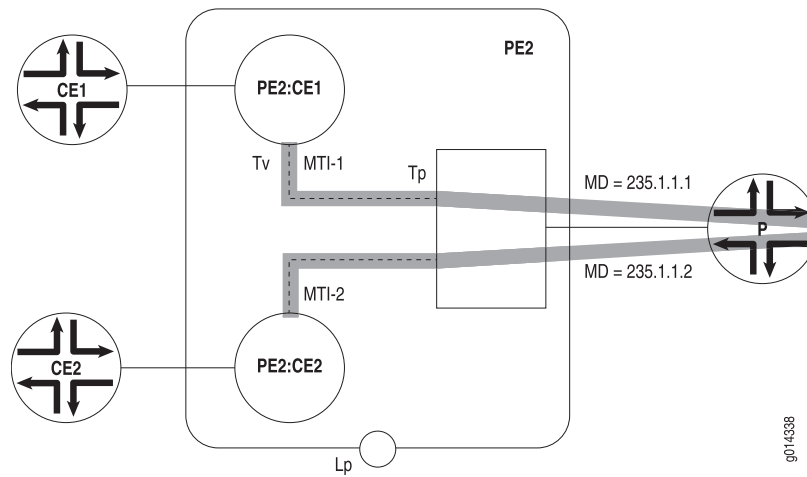 PE2
CE1
PE2:CE1
Tv
MTI-1
Tp
MD = 235.1.1.1
P
MD = 235.1.1.2
MTI-2
CE2
PE2:CE2
Lp
g014338